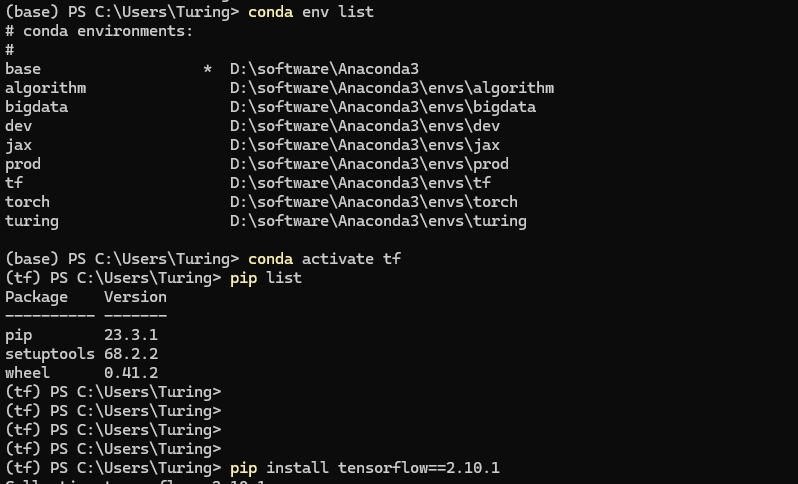 (base) PS C:\Users\Turing> conda env list
# conda environments:
#
base                  *  D:\software\Anaconda3
algorithm                D:\software\Anaconda3\envs\algorithm
bigdata                  D:\software\Anaconda3\envs\bigdata
dev                      D:\software\Anaconda3\envs\dev
jax                      D:\software\Anaconda3\envs\jax
prod                     D:\software\Anaconda3\envs\prod
tf                       D:\software\Anaconda3\envs\tf
torch                    D:\software\Anaconda3\envs\torch
turing                   D:\software\Anaconda3\envs\turing
(base) PS C:\Users\Turing> conda activate tf
(tf) PS C:\Users\Turing> pip list
Package    Version
---------- -------
pip        23.3.1
setuptools 68.2.2
wheel      0.41.2
(tf) PS C:\Users\Turing>
(tf) PS C:\Users\Turing>
(tf) PS C:\Users\Turing>
(tf) PS C:\Users\Turing>
(tf) PS C:\Users\Turing> pip install tensorflow==2.10.1